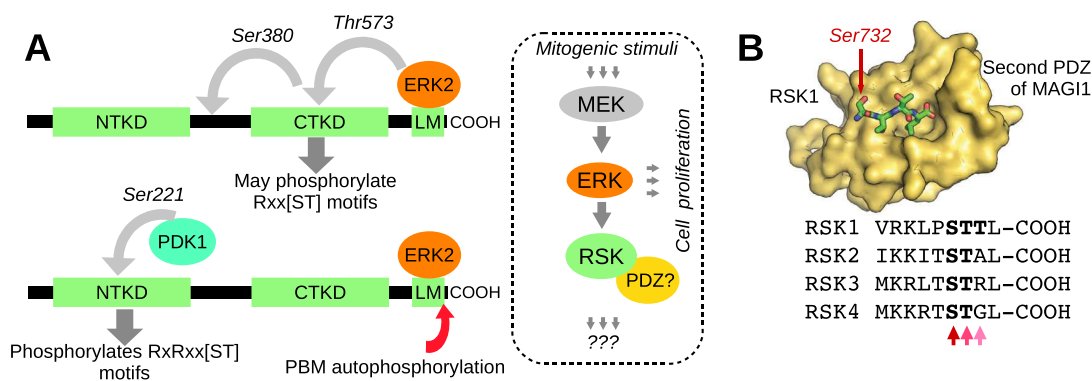 A
Ser380
Thr573
ERK2
NTKD
CTKD
LM
COOH
May phosphorylate
Rxx[ST] motifs
Ser221
PDK1
ERK2
NTKD
CTKD
LM
COOH
Phosphorylates RxRxx[ST]
motifs
PBM autophosphorylation
Mitogenic stimuli
MEK
ERK
RSK
PDZ?
???
Cell proliferation
B
Ser732
RSK1
Second PDZ
of MAGI1
RSK1 VRKLPSTTL-COOH
RSK2 IKKITSTAL-COOH
RSK3 MKRLTSTRL-COOH
RSK4 MKKRTSTGL-COOH